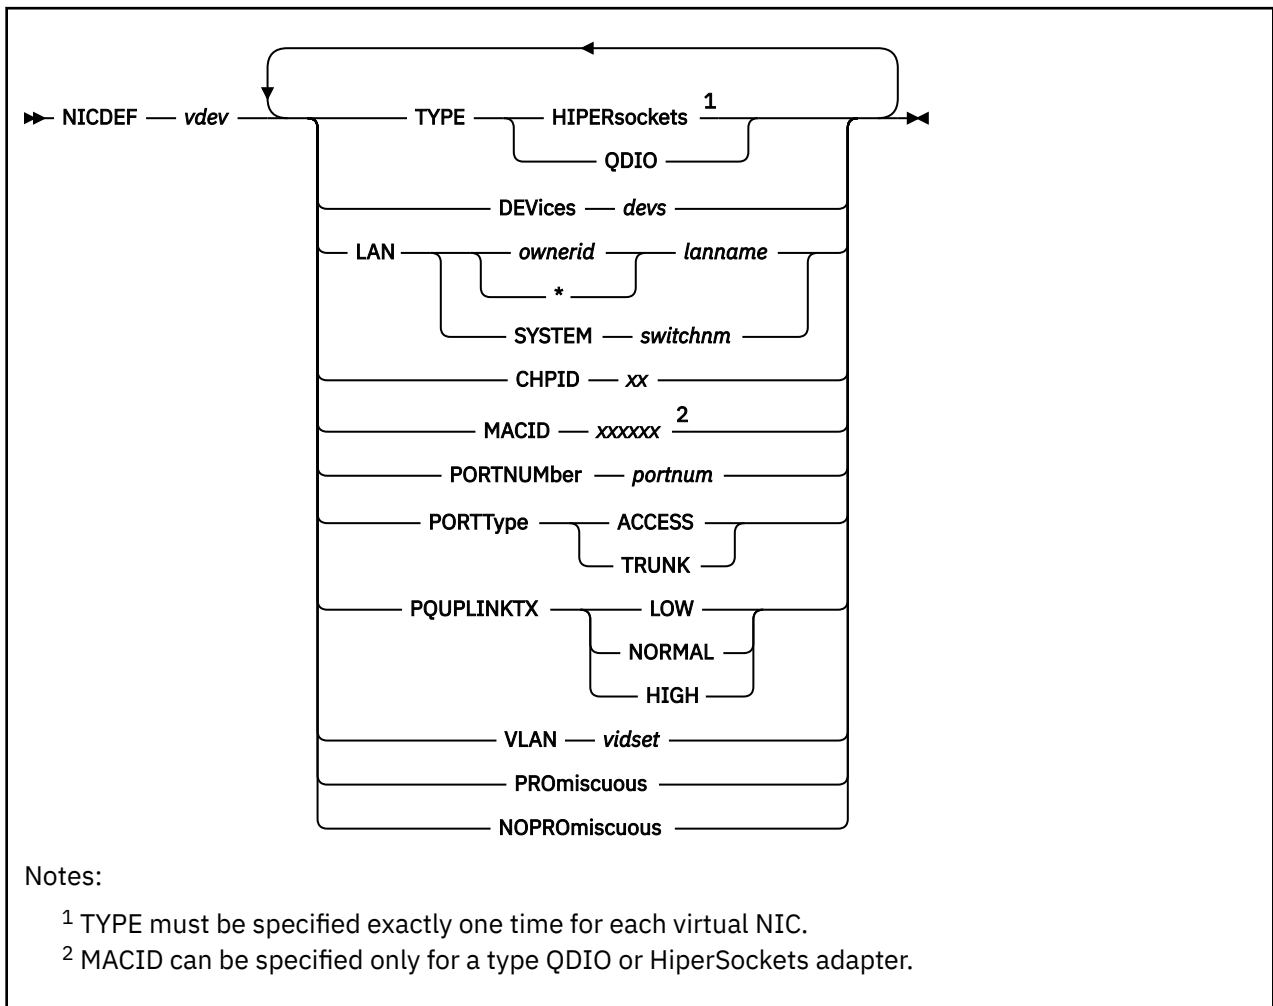 NICDEF vdev TYPE HIPERsockets 1
QDIO
DEVices devs
LAN ownerid lanname
*
SYSTEM switchnm
CHPID xx
MACID xxxxxx 2
PORTNUMber portnum
PORTType ACCESS
TRUNK
PQUPLINKTX LOW
NORMAL
HIGH
VLAN vidset
PROmiscuous
NOPROmiscuous
Notes:
1 TYPE must be specified exactly one time for each virtual NIC.
2 MACID can be specified only for a type QDIO or HiperSockets adapter.